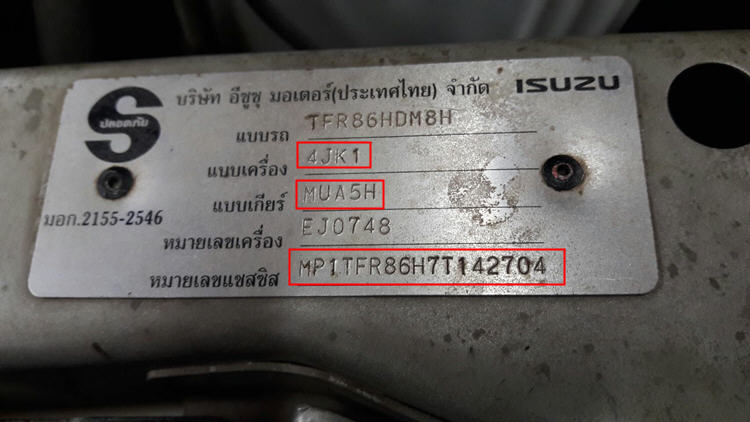 บริษัท อีซูซุ มอเตอร์(ประเทศไทย) จำกัด ISUZU
S
ปลอดภัย
แบบรถ TFR86HDM8H
แบบเครื่อง 4JK1
แบบเกียร์ MUA5H
มอก.2155-2546
หมายเลขเครื่อง EJ0748
หมายเลขแชสซิส MP1TFR86H7T142704